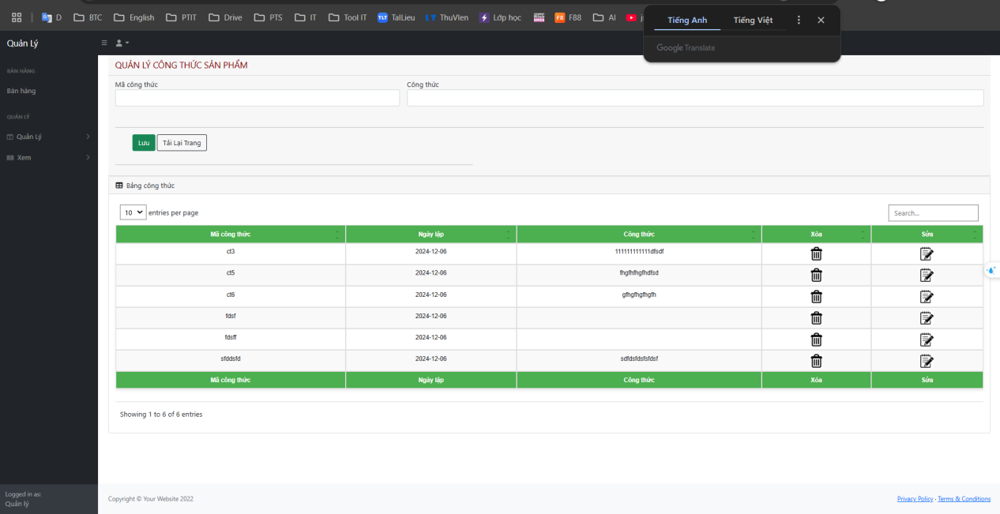 D BTC English PTIT Drive PTS IT Tool IT TaiLieu ThuVien Lớp học F88 AI
Tiếng Anh Tiếng Việt
Google Translate
Quản Lý
BÁN HÀNG
Bán hàng
QUẢN LÝ
Quản Lý
Xem
QUẢN LÝ CÔNG THỨC SẢN PHẨM
Mã công thức Công thức
Lưu Tải Lại Trang
Bảng công thức
10 entries per page Search...
Mã công thức Ngày lập Công thức Xóa Sửa
ct3 2024-12-06 111111111111dfsdf
ct5 2024-12-06 fhgfhfhgfhdfsd
ct6 2024-12-06 gfhgfhgfhgfh
fdsf 2024-12-06
fdsff 2024-12-06
sfddsfd 2024-12-06 sdfdsfdsfsfdsf
Mã công thức Ngày lập Công thức Xóa Sửa
Showing 1 to 6 of 6 entries
Logged in as:
Quản lý
Copyright © Your Website 2022 Privacy Policy · Terms & Conditions